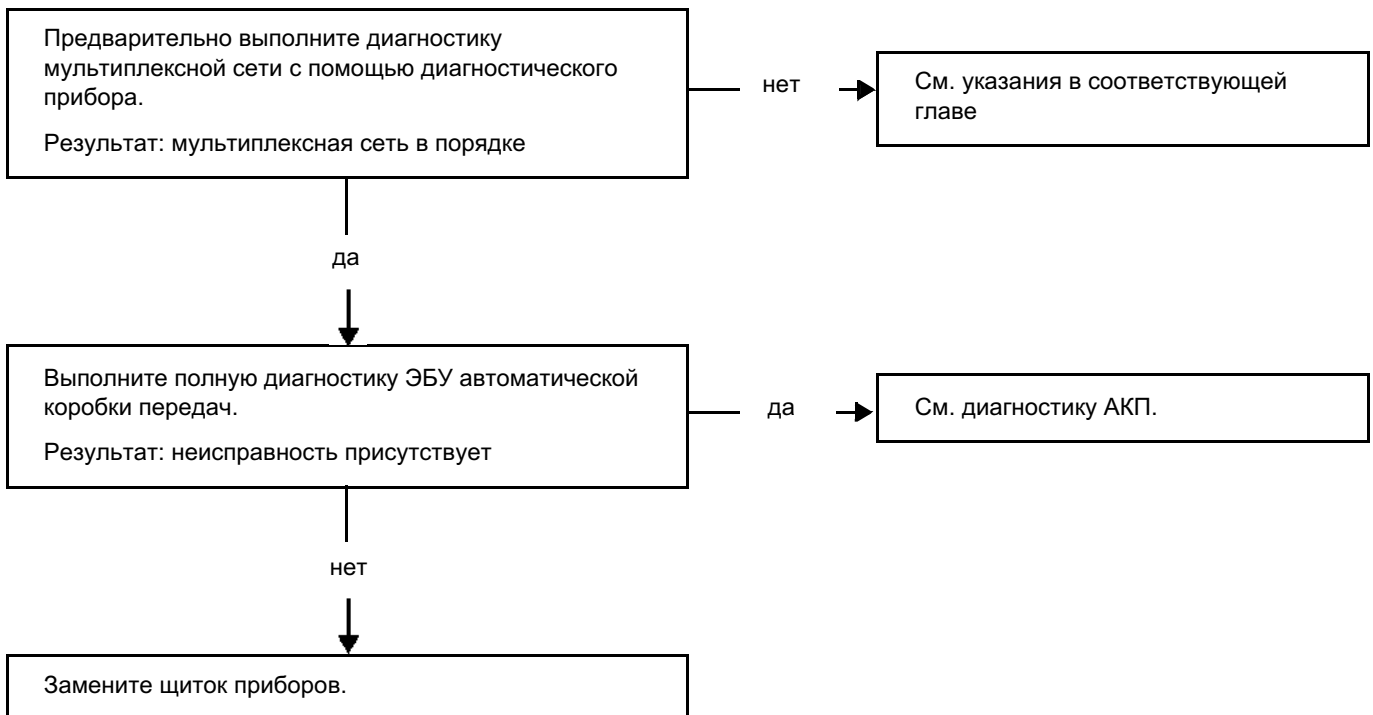 Предварительно выполните диагностику
мультиплексной сети с помощью диагностического
прибора.
Результат: мультиплексная сеть в порядке
нет
См. указания в соответствующей
главе
да
Выполните полную диагностику ЭБУ автоматической
коробки передач.
Результат: неисправность присутствует
да
См. диагностику АКП.
нет
Замените щиток приборов.